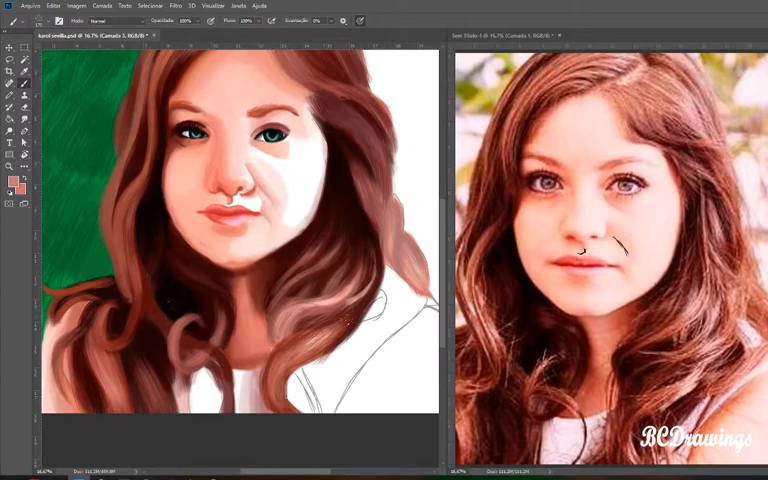 Arquivo Editar Imagem Camada Texto Selecionar Filtro 3D Visualizar Janela Ajuda
Modo: Normal Opacidade: 100% Fluxo: 100% Suavização: 0%
karol sevilla.psd @ 16,7% (Camada 3, RGB/8) *
Sem Título-1 @ 16,7% (Camada 1, RGB/8) *
BCDrawings
16,67%
16,67%